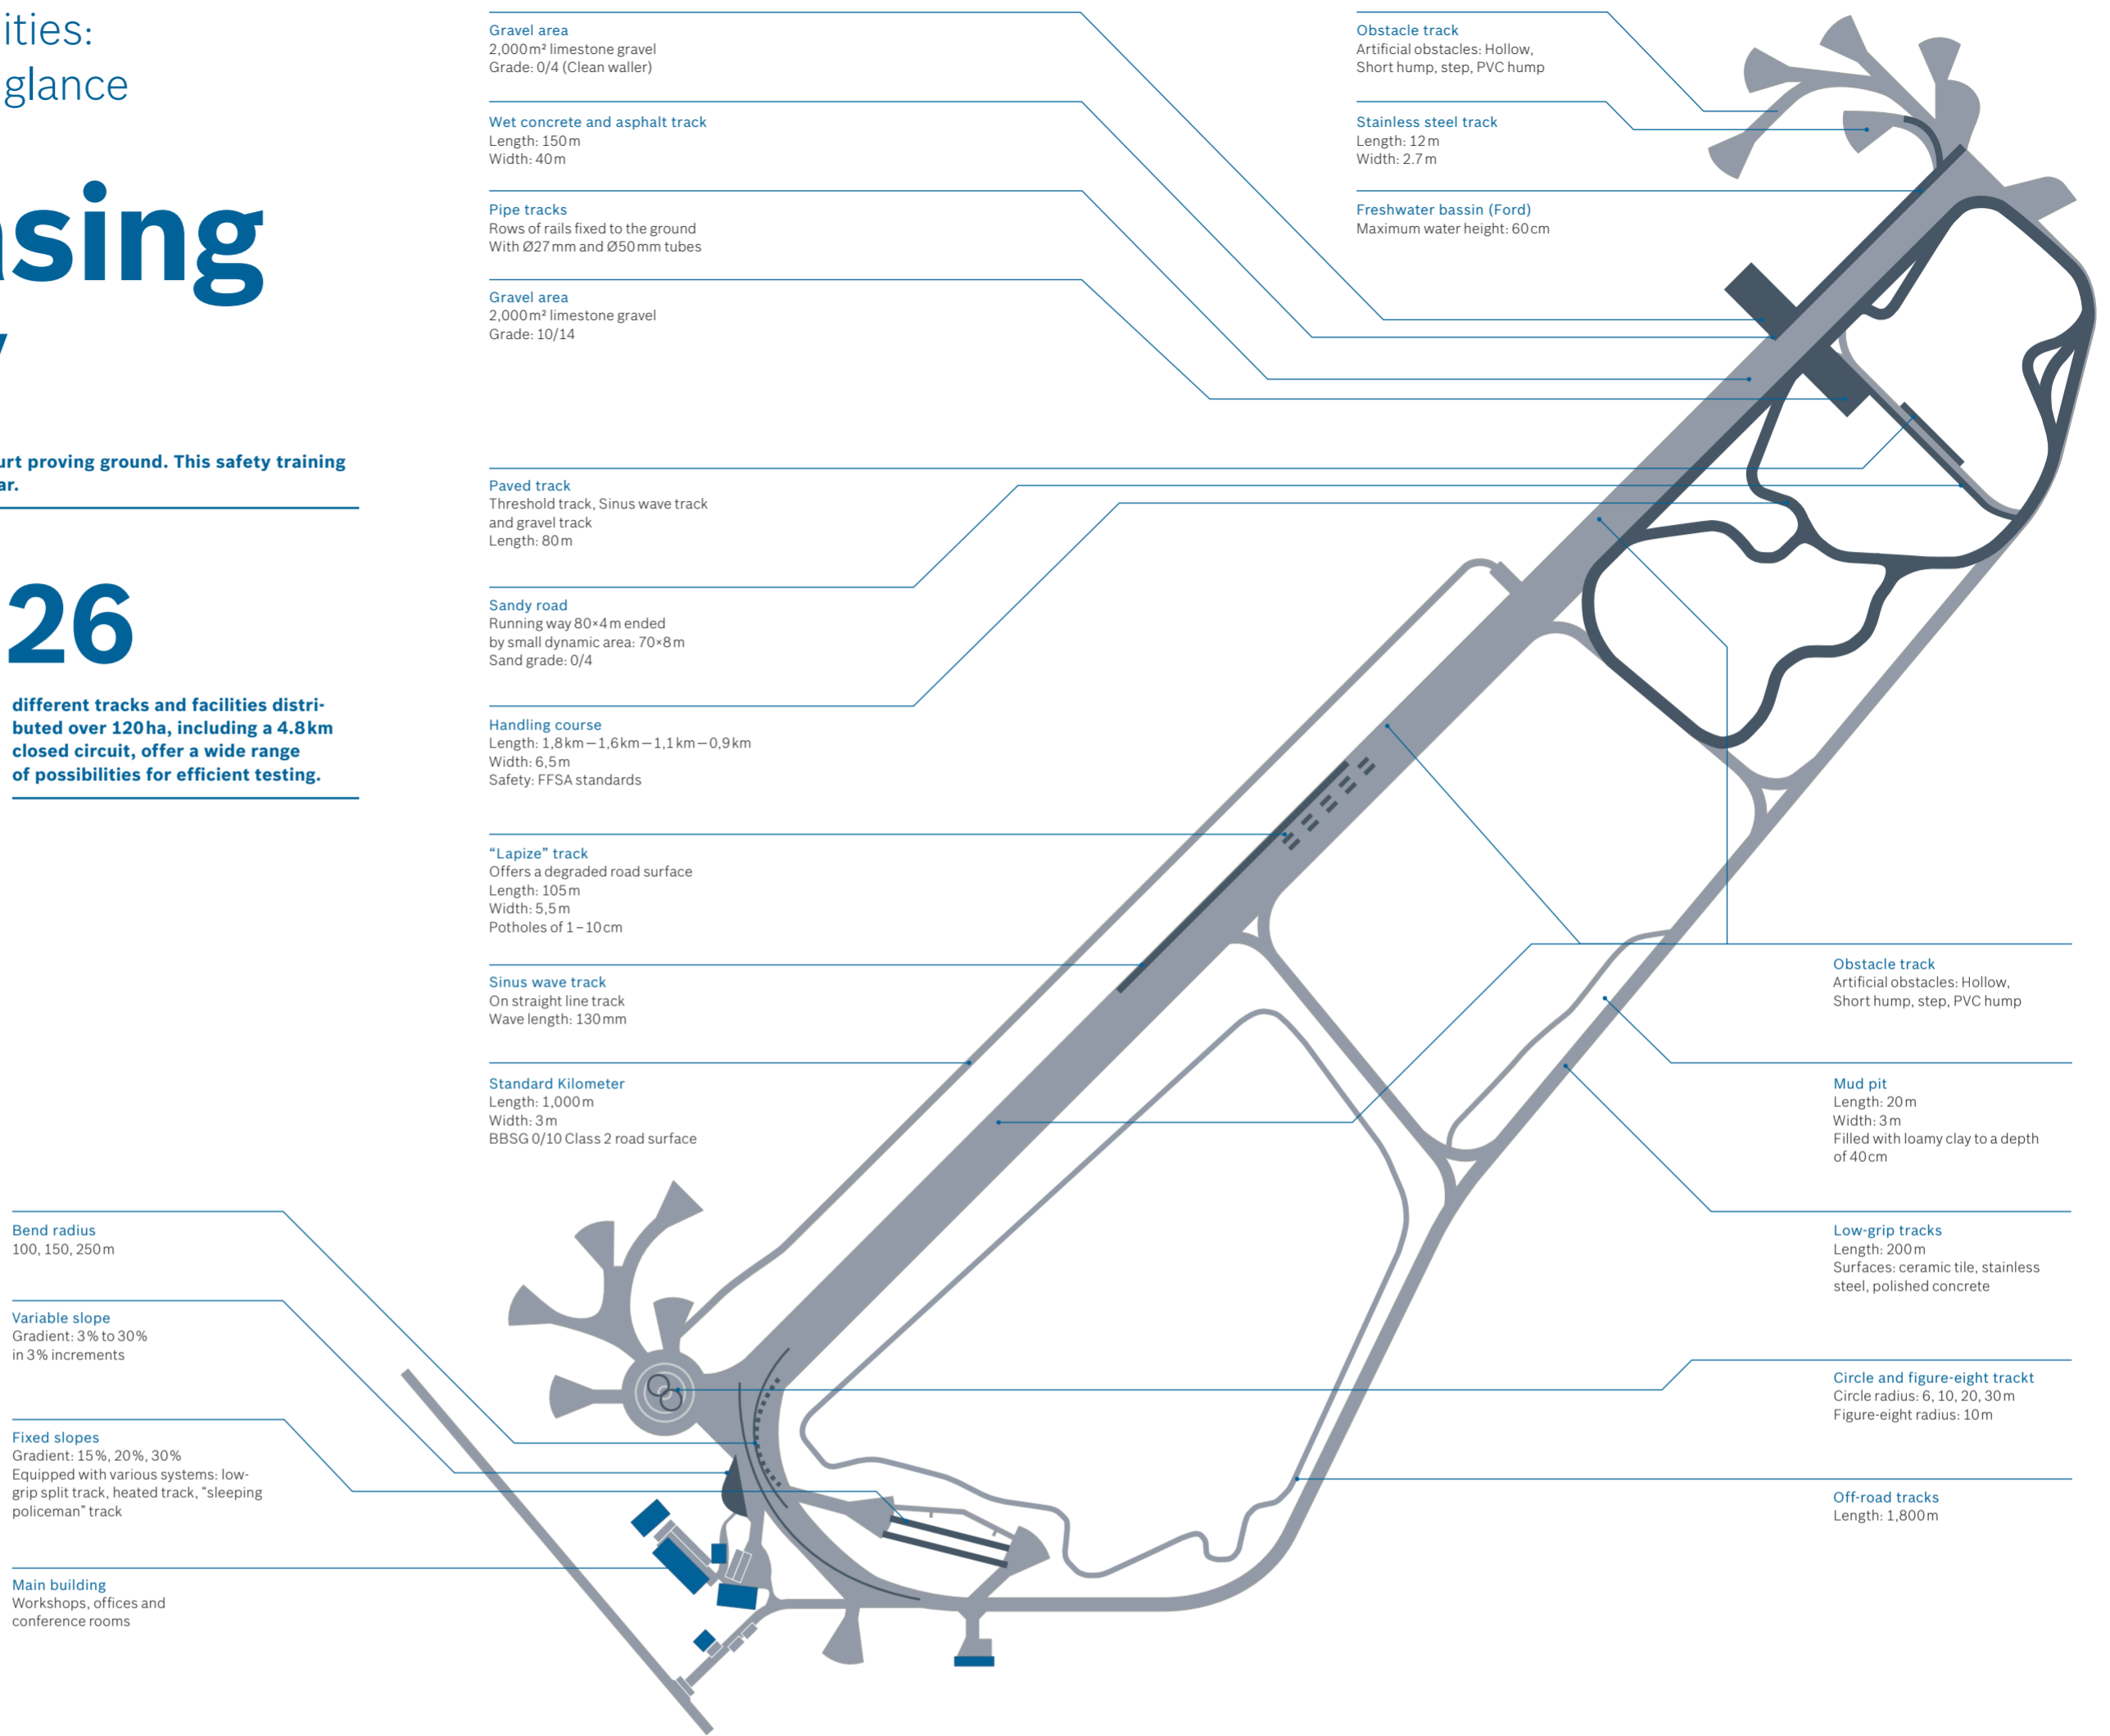 ities:
glance
asing
y
urt proving ground. This safety training
ar.
26
different tracks and facilities distri-
buted over 120 ha, including a 4.8 km
closed circuit, offer a wide range
of possibilities for efficient testing.
Gravel area
2,000 m² limestone gravel
Grade: 0/4 (Clean waller)
Wet concrete and asphalt track
Length: 150 m
Width: 40 m
Pipe tracks
Rows of rails fixed to the ground
With Ø27 mm and Ø50 mm tubes
Gravel area
2,000 m² limestone gravel
Grade: 10/14
Paved track
Threshold track, Sinus wave track
and gravel track
Length: 80 m
Sandy road
Running way 80×4 m ended
by small dynamic area: 70×8 m
Sand grade: 0/4
Handling course
Length: 1,8 km – 1,6 km – 1,1 km – 0,9 km
Width: 6,5 m
Safety: FFSA standards
“Lapize” track
Offers a degraded road surface
Length: 105 m
Width: 5,5 m
Potholes of 1 – 10 cm
Sinus wave track
On straight line track
Wave length: 130 mm
Standard Kilometer
Length: 1,000 m
Width: 3 m
BBSG 0/10 Class 2 road surface
Obstacle track
Artificial obstacles: Hollow,
Short hump, step, PVC hump
Stainless steel track
Length: 12 m
Width: 2.7 m
Freshwater bassin (Ford)
Maximum water height: 60 cm
Obstacle track
Artificial obstacles: Hollow,
Short hump, step, PVC hump
Mud pit
Length: 20 m
Width: 3 m
Filled with loamy clay to a depth
of 40 cm
Low-grip tracks
Length: 200 m
Surfaces: ceramic tile, stainless
steel, polished concrete
Circle and figure-eight trackt
Circle radius: 6, 10, 20, 30 m
Figure-eight radius: 10 m
Off-road tracks
Length: 1,800 m
Bend radius
100, 150, 250 m
Variable slope
Gradient: 3 % to 30 %
in 3 % increments
Fixed slopes
Gradient: 15 %, 20 %, 30 %
Equipped with various systems: low-
grip split track, heated track, “sleeping
policeman” track
Main building
Workshops, offices and
conference rooms